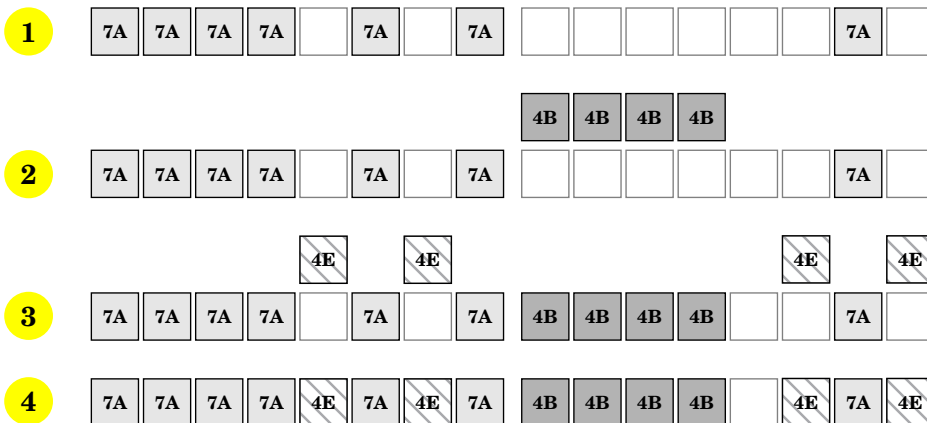 1 7A 7A 7A 7A 7A 7A 7A
4B 4B 4B 4B
2 7A 7A 7A 7A 7A 7A 7A
4E 4E 4E 4E
3 7A 7A 7A 7A 7A 7A 4B 4B 4B 4B 7A
4 7A 7A 7A 7A 4E 7A 4E 7A 4B 4B 4B 4B 4E 7A 4E